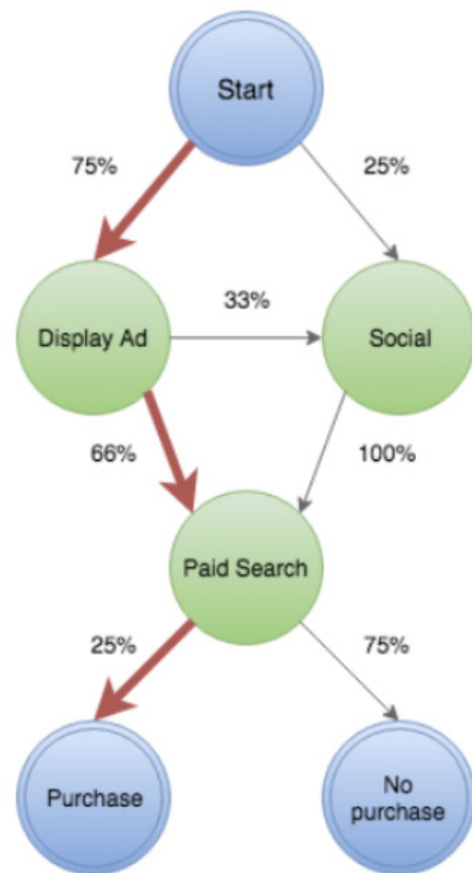 Start
75%
25%
Display Ad
33%
Social
66%
100%
Paid Search
25%
75%
Purchase
No
purchase